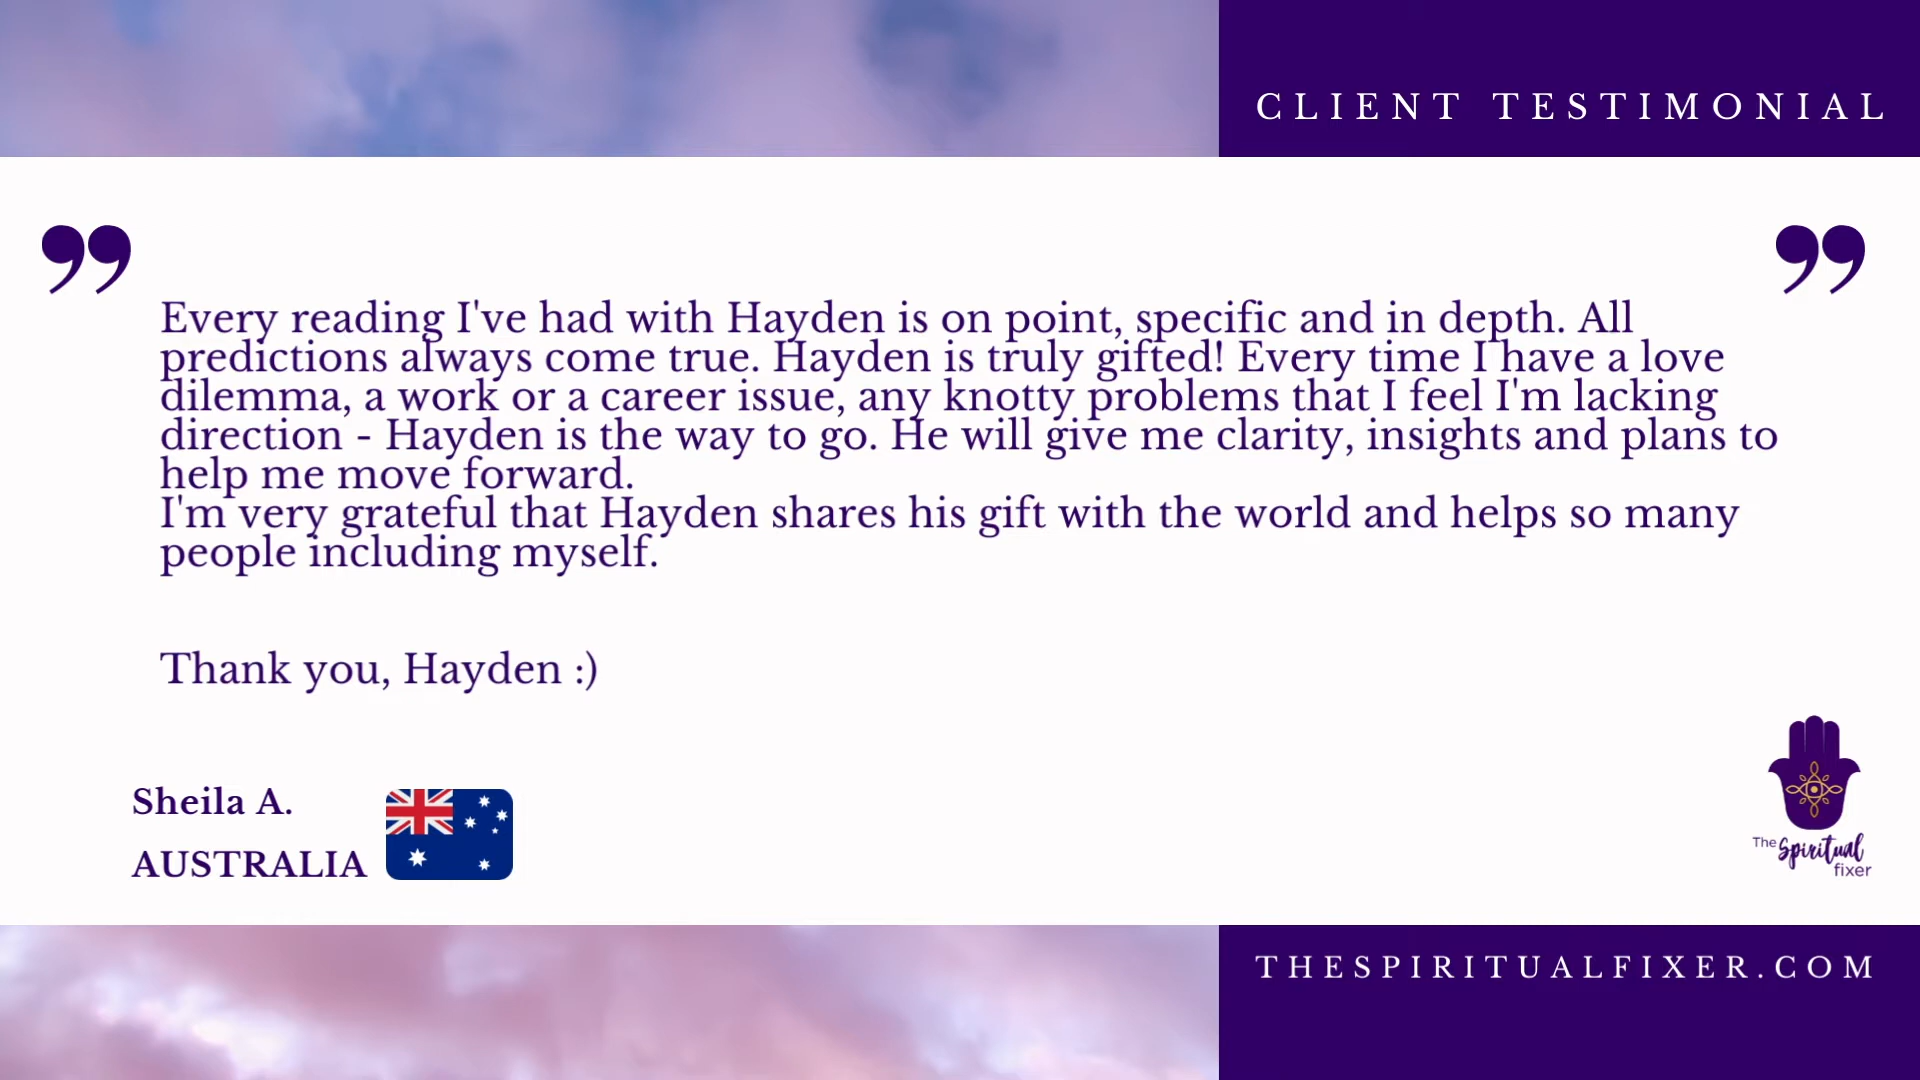 CLIENT TESTIMONIAL
” ”
Every reading I've had with Hayden is on point, specific and in depth. All
predictions always come true. Hayden is truly gifted! Every time I have a love
dilemma, a work or a career issue, any knotty problems that I feel I'm lacking
direction - Hayden is the way to go. He will give me clarity, insights and plans to
help me move forward.
I'm very grateful that Hayden shares his gift with the world and helps so many
people including myself.
Thank you, Hayden :)
Sheila A.
AUSTRALIA
The Spiritual
fixer
THESPIRITUALFIXER.COM